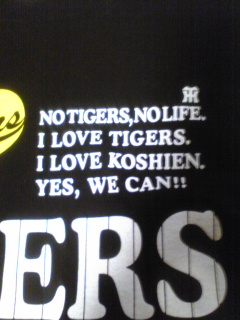 NO TIGERS, NO LIFE.
I LOVE TIGERS.
I LOVE KOSHIEN.
YES, WE CAN!!
ERS